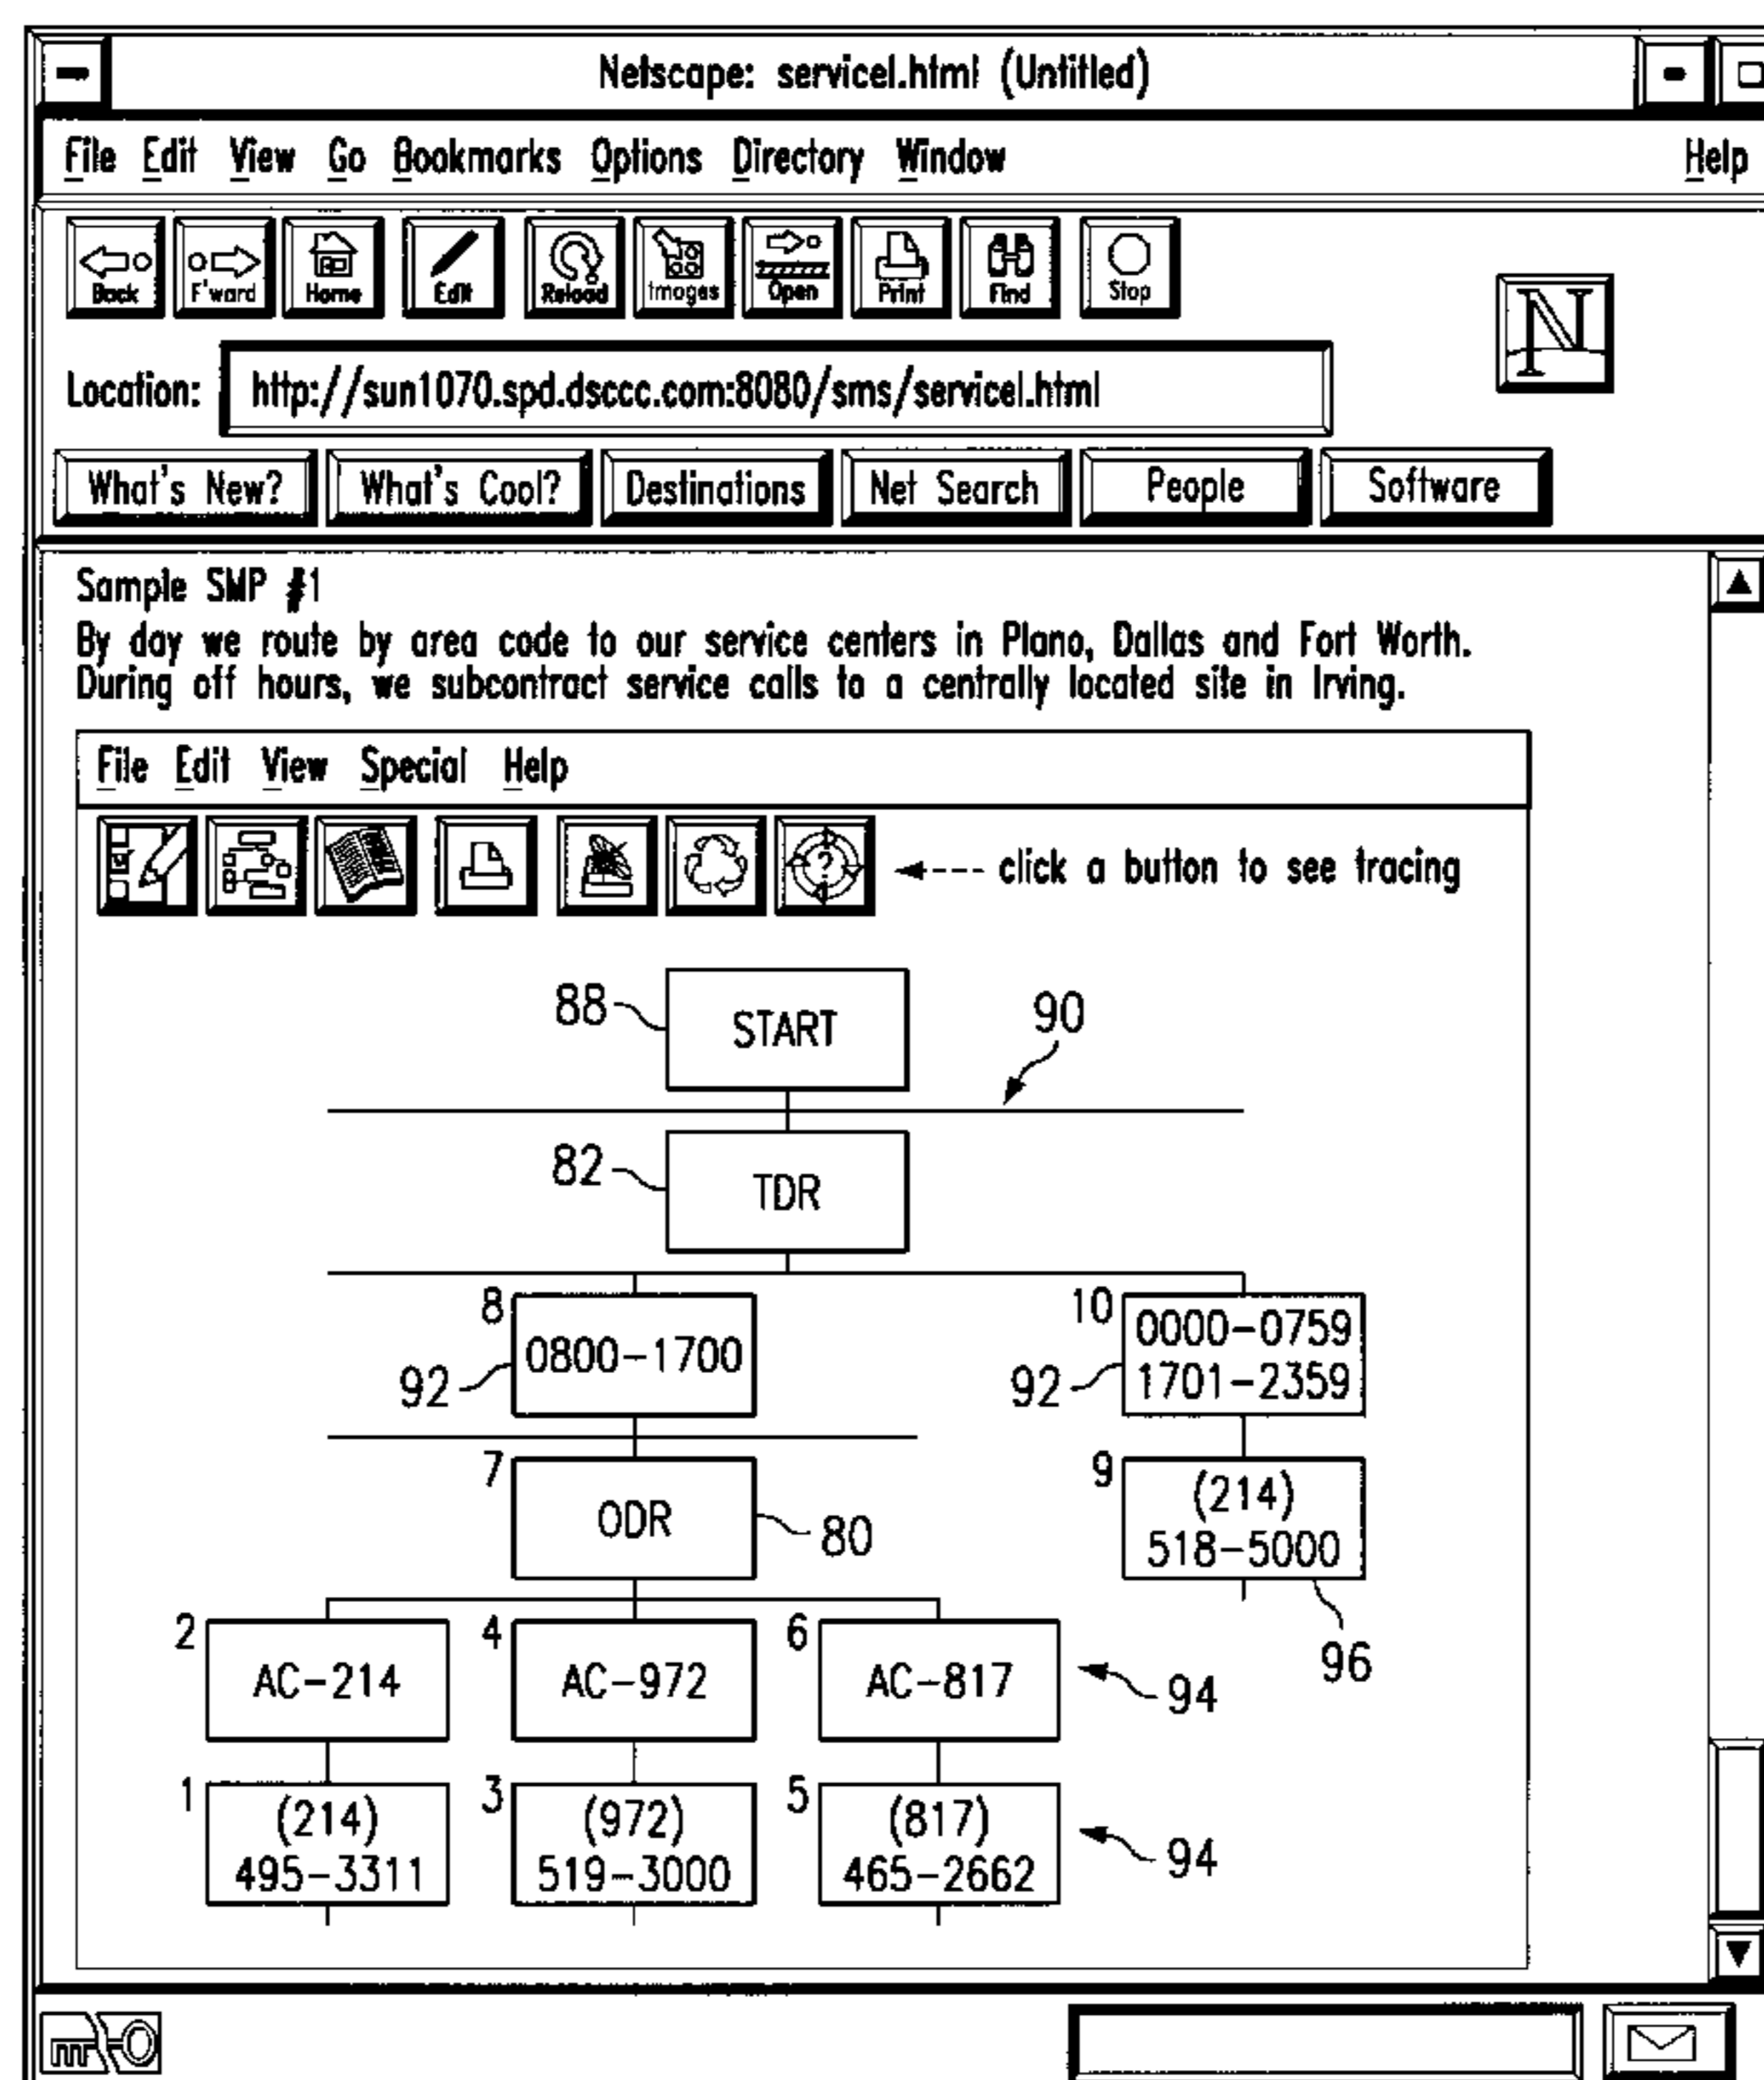 Netscape: servicel.html (Untitled)
File Edit View Go Bookmarks Options Directory Window Help
Back F'ward Home Edit Reload Images Open Print Find Stop
N
Location: http://sun1070.spd.dsccc.com:8080/sms/servicel.html
What's New? What's Cool? Destinations Net Search People Software
Sample SMP #1
By day we route by area code to our service centers in Plano, Dallas and Fort Worth.
During off hours, we subcontract service calls to a centrally located site in Irving.
File Edit View Special Help
? click a button to see tracing
88 START 90
82 TDR
8 0800-1700 92
10 0000-0759
92 1701-2359
7 ODR 80
9 (214)
518-5000
96
2 AC-214 4 AC-972 6 AC-817 94
1 (214) 3 (972) 5 (817)
495-3311 519-3000 465-2662 94